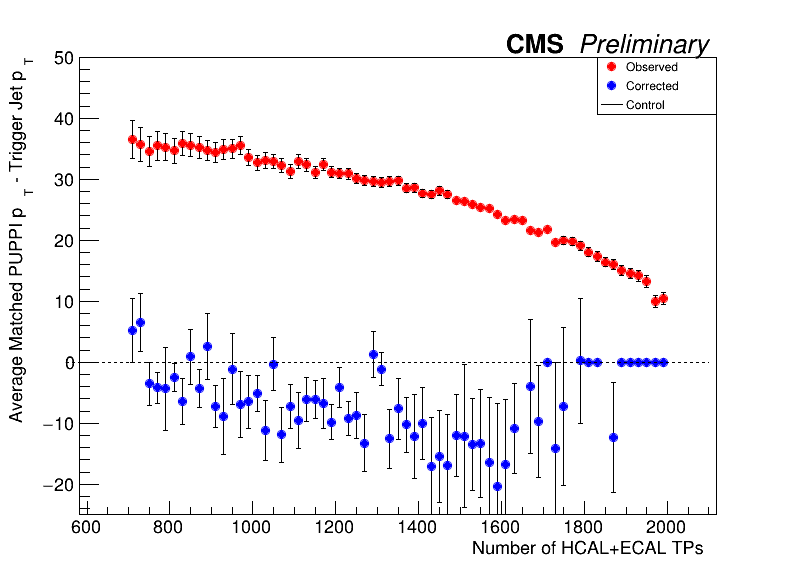 CMS Preliminary
Average Matched PUPPI p T - Trigger Jet p T
50
40
30
20
10
0
−10
−20
Observed
Corrected
Control
600 800 1000 1200 1400 1600 1800 2000
Number of HCAL+ECAL TPs